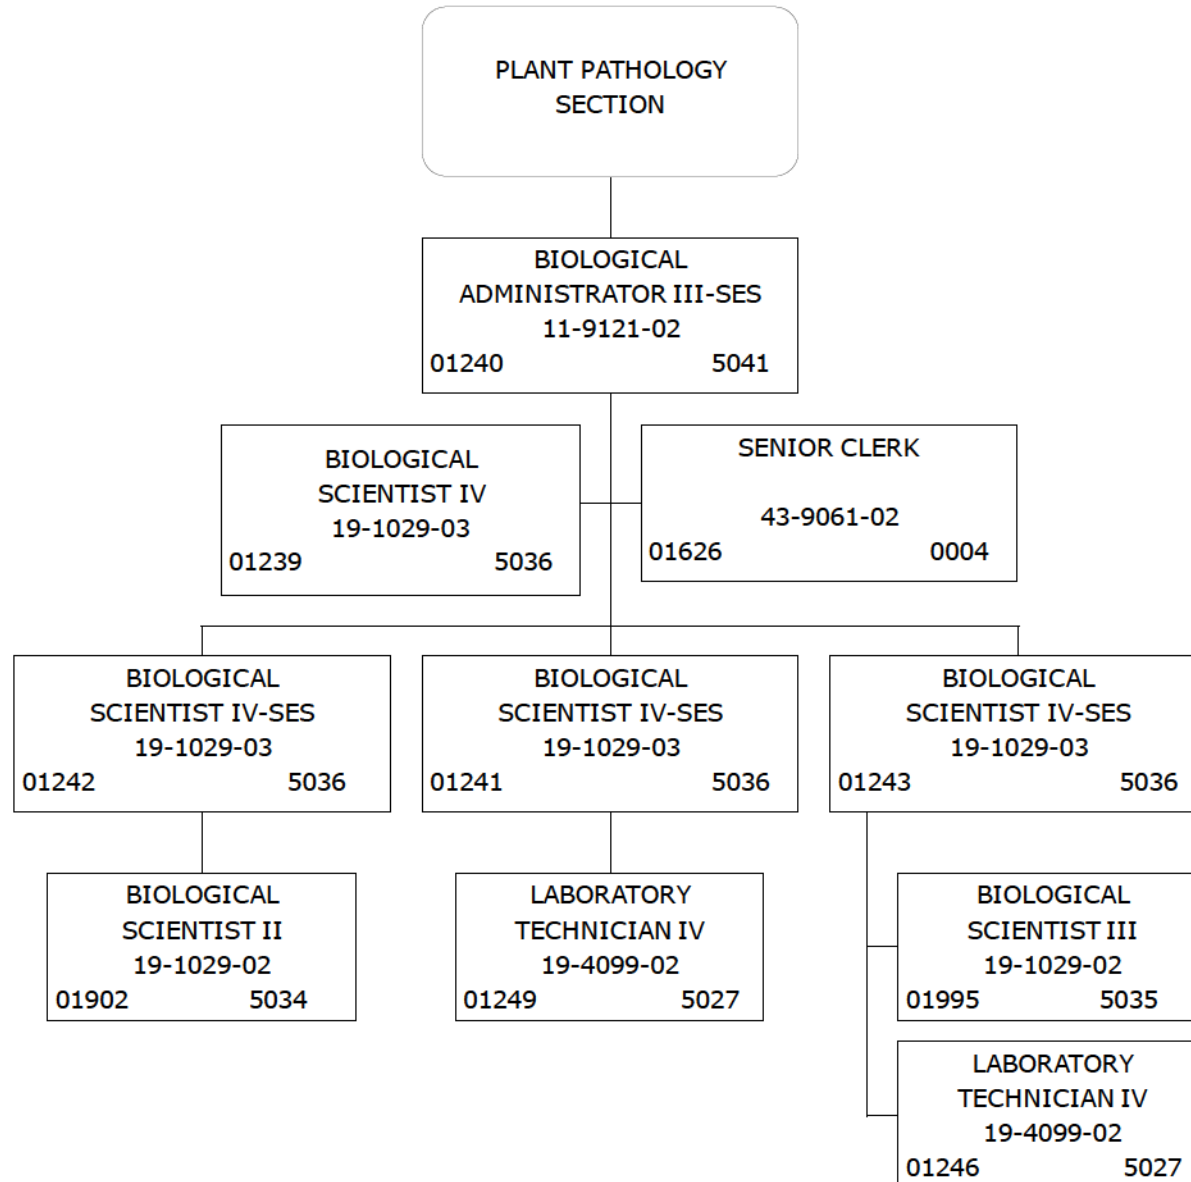 PLANT PATHOLOGY
SECTION
BIOLOGICAL
ADMINISTRATOR III-SES
11-9121-02
01240 5041
BIOLOGICAL
SCIENTIST IV
19-1029-03
01239 5036
SENIOR CLERK
43-9061-02
01626 0004
BIOLOGICAL
SCIENTIST IV-SES
19-1029-03
01242 5036
BIOLOGICAL
SCIENTIST IV-SES
19-1029-03
01241 5036
BIOLOGICAL
SCIENTIST IV-SES
19-1029-03
01243 5036
BIOLOGICAL
SCIENTIST II
19-1029-02
01902 5034
LABORATORY
TECHNICIAN IV
19-4099-02
01249 5027
BIOLOGICAL
SCIENTIST III
19-1029-02
01995 5035
LABORATORY
TECHNICIAN IV
19-4099-02
01246 5027